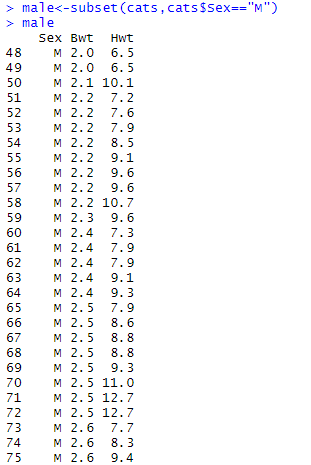 > male<-subset(cats,cats$Sex=="M")
> male
Sex Bwt Hwt
48 M 2.0 6.5
49 M 2.0 6.5
50 M 2.1 10.1
51 M 2.2 7.2
52 M 2.2 7.6
53 M 2.2 7.9
54 M 2.2 8.5
55 M 2.2 9.1
56 M 2.2 9.6
57 M 2.2 9.6
58 M 2.2 10.7
59 M 2.3 9.6
60 M 2.4 7.3
61 M 2.4 7.9
62 M 2.4 7.9
63 M 2.4 9.1
64 M 2.4 9.3
65 M 2.5 7.9
66 M 2.5 8.6
67 M 2.5 8.8
68 M 2.5 8.8
69 M 2.5 9.3
70 M 2.5 11.0
71 M 2.5 12.7
72 M 2.5 12.7
73 M 2.6 7.7
74 M 2.6 8.3
75 M 2.6 9.4